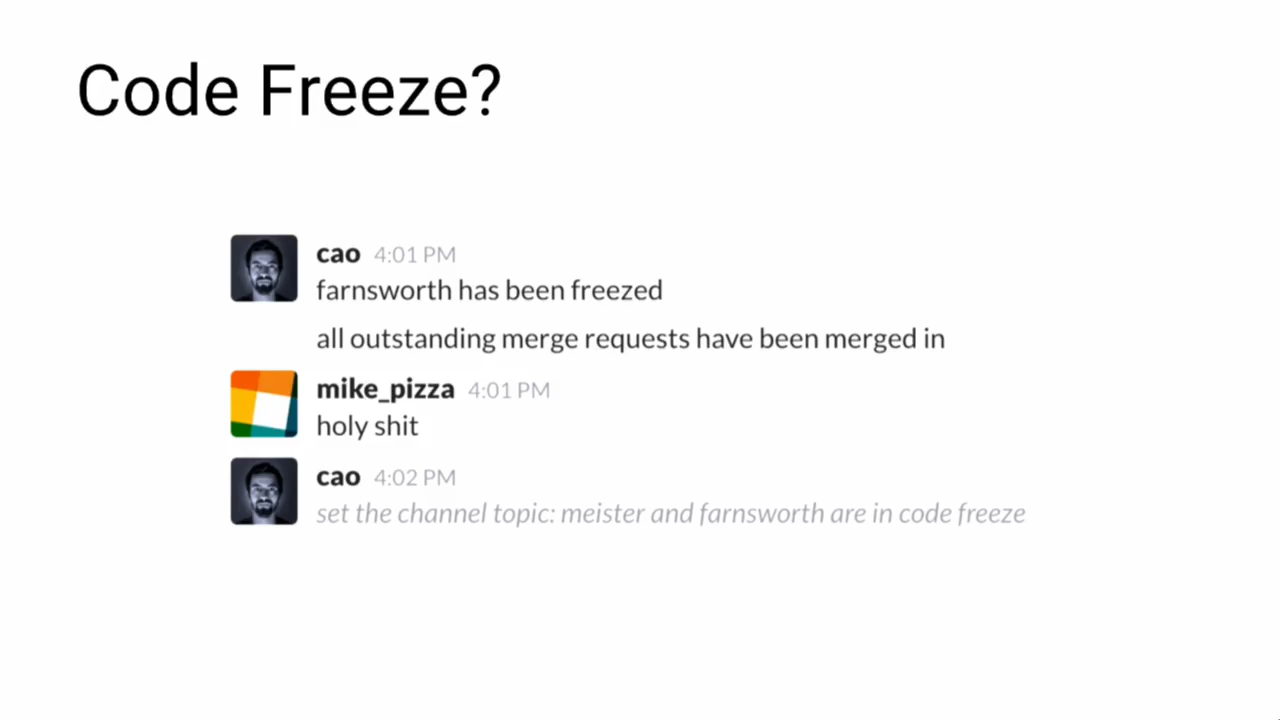 Code Freeze?
cao 4:01 PM
farnsworth has been freezed
all outstanding merge requests have been merged in
mike_pizza 4:01 PM
holy shit
cao 4:02 PM
set the channel topic: meister and farnsworth are in code freeze